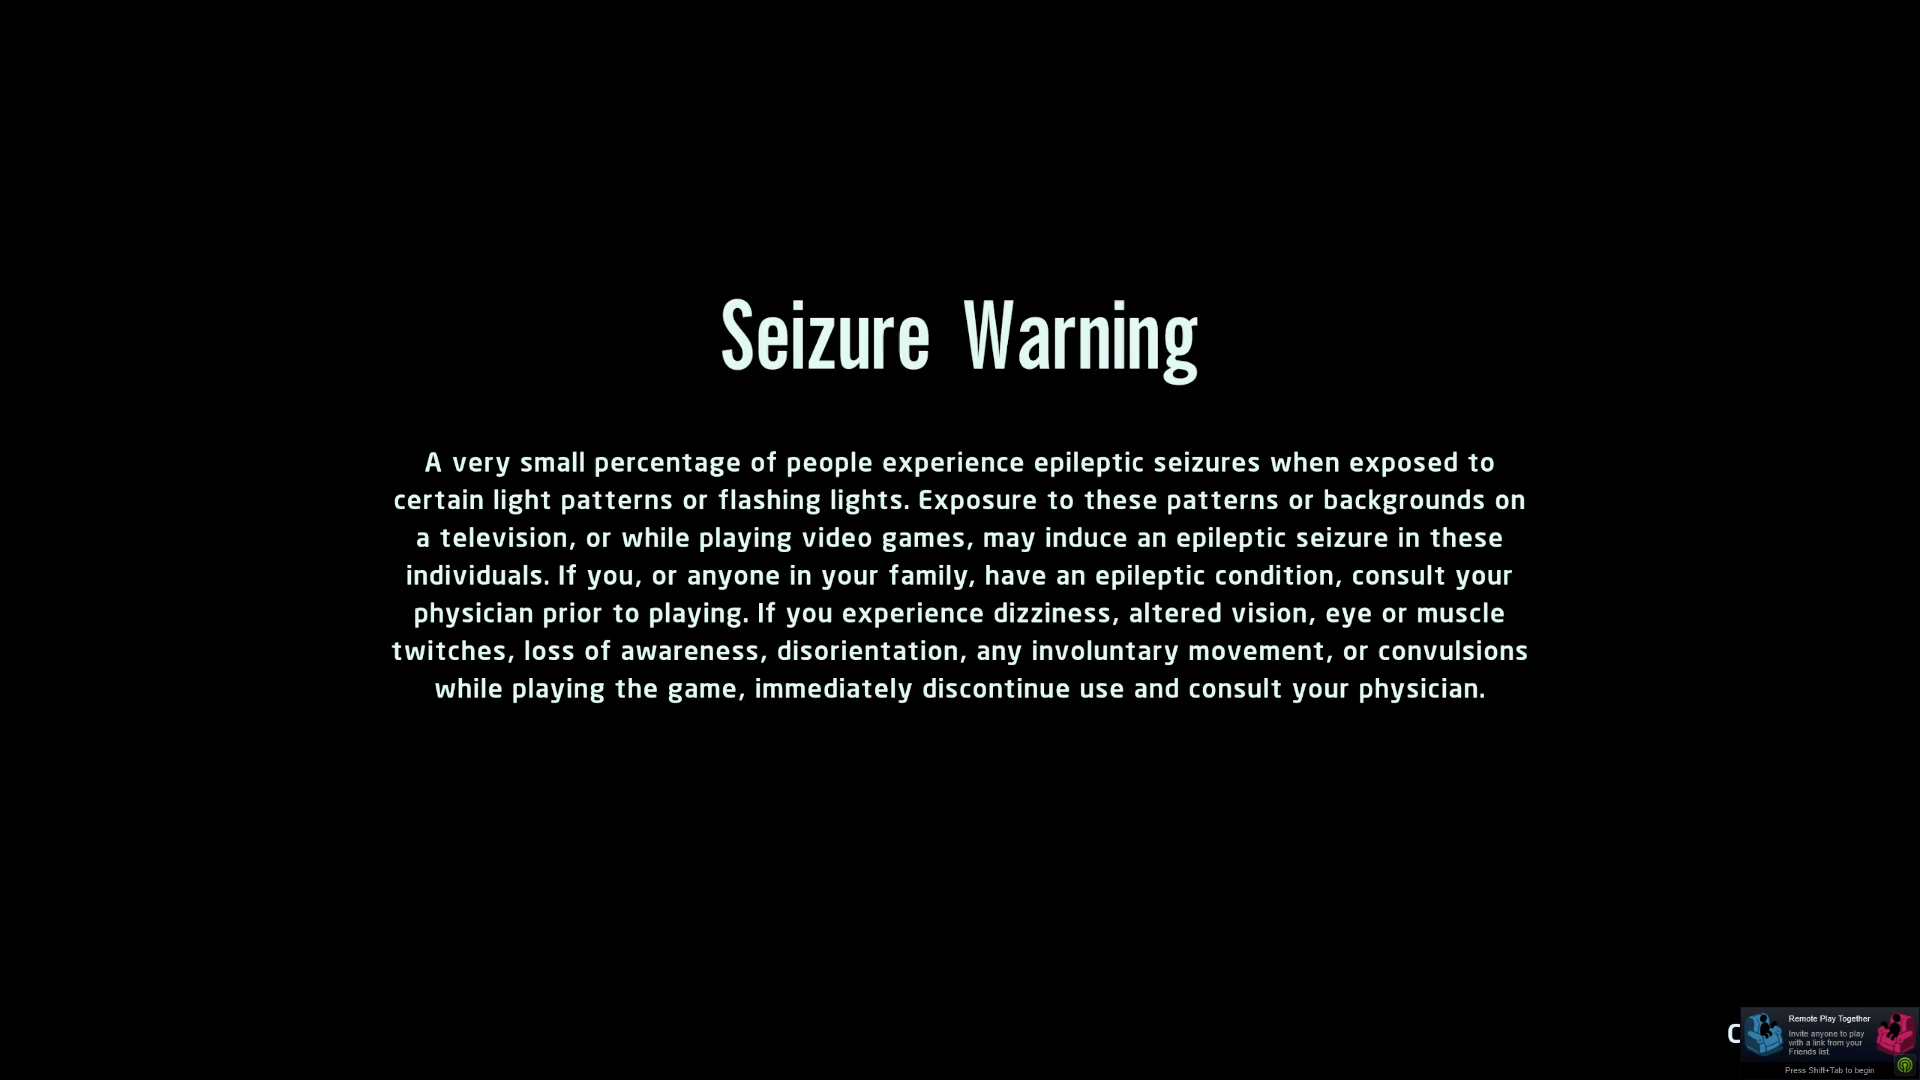 Seizure Warning
A very small percentage of people experience epileptic seizures when exposed to
certain light patterns or flashing lights. Exposure to these patterns or backgrounds on
a television, or while playing video games, may induce an epileptic seizure in these
individuals. If you, or anyone in your family, have an epileptic condition, consult your
physician prior to playing. If you experience dizziness, altered vision, eye or muscle
twitches, loss of awareness, disorientation, any involuntary movement, or convulsions
while playing the game, immediately discontinue use and consult your physician.
Remote Play Together
Invite anyone to play
with a link from your
Friends list.
Press Shift+Tab to begin